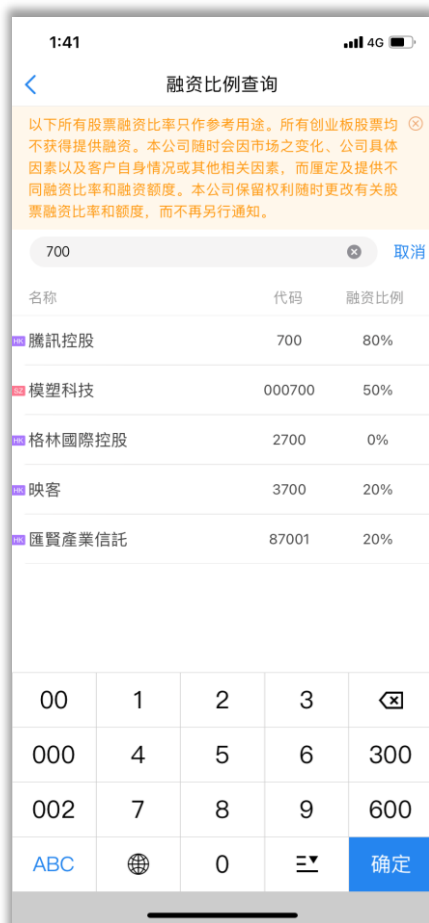 1:41 4G
融资比例查询
以下所有股票融资比率只作参考用途。所有创业板股票均
不获得提供融资。本公司随时会因市场之变化、公司具体
因素以及客户自身情况或其他相关因素，而厘定及提供不
同融资比率和融资额度。本公司保留权利随时更改有关股
票融资比率和额度，而不再另行通知。
700 取消
名称 代码 融资比例
HK 騰訊控股 700 80%
SZ 模塑科技 000700 50%
HK 格林國際控股 2700 0%
HK 映客 3700 20%
HK 匯賢產業信託 87001 20%
00 1 2 3
000 4 5 6 300
002 7 8 9 600
ABC 0 确定